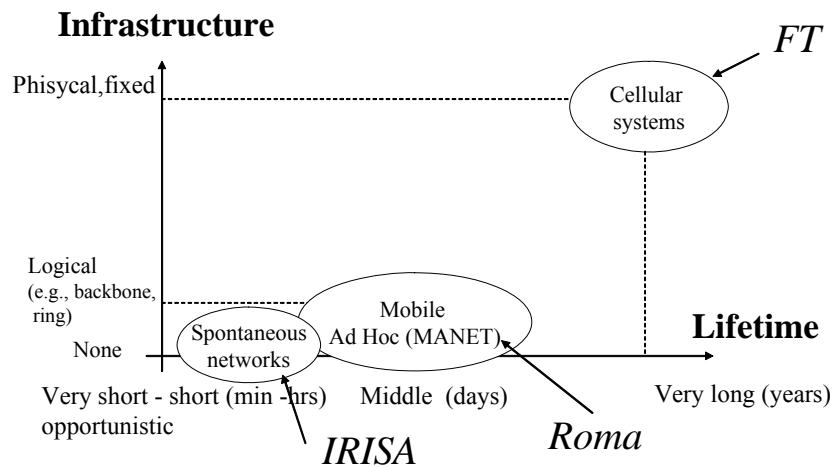 Infrastructure
FT
Phisycal,fixed
Cellular
systems
Logical
(e.g., backbone,
ring)
Mobile
Ad Hoc (MANET)
Spontaneous
networks
Lifetime
None
Very short - short (min -hrs)
opportunistic
Middle (days)
Very long (years)
IRISA
Roma